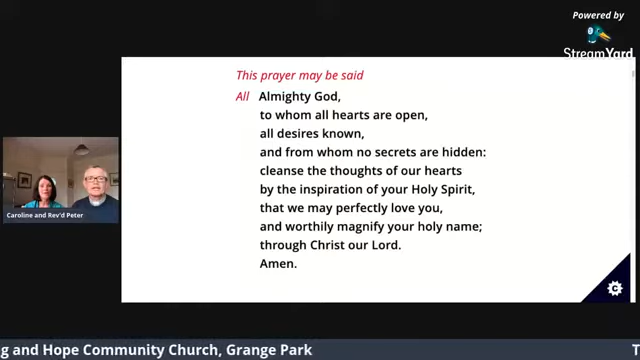 Powered by
StreamYard
This prayer may be said
All Almighty God,
to whom all hearts are open,
all desires known,
and from whom no secrets are hidden:
cleanse the thoughts of our hearts
by the inspiration of your Holy Spirit,
that we may perfectly love you,
and worthily magnify your holy name;
through Christ our Lord.
Amen.
Caroline and Rev'd Peter
g and Hope Community Church, Grange Park
T